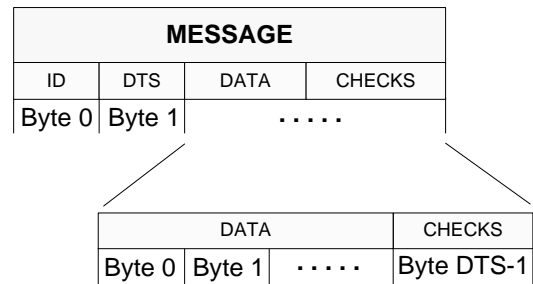 MESSAGE
ID DTS DATA CHECKS
Byte 0 Byte 1 .....
DATA CHECKS
Byte 0 Byte 1 ..... Byte DTS-1